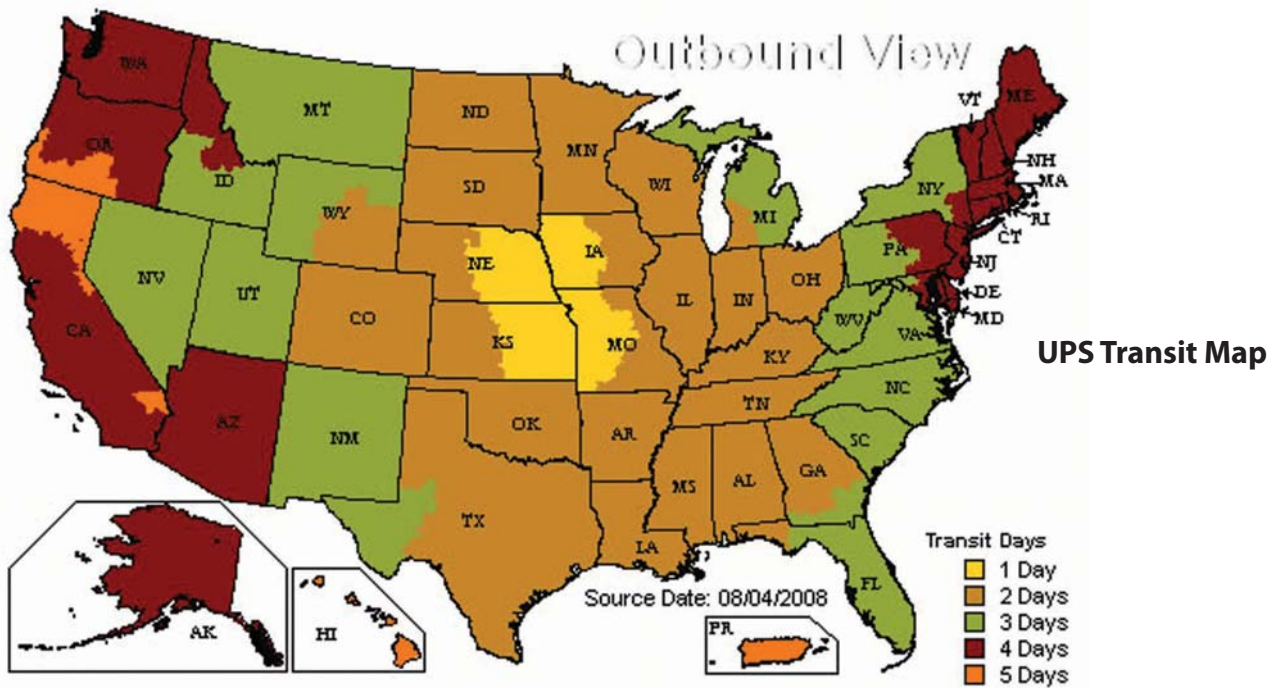 Outbound View
WA
MT
ND
VT
ME
OR
MN
NH
ID
SD
WI
NY
MA
WY
MI
RI
CT
PA
NE
IA
NJ
NV
OH
UT
IL
IN
DE
CO
WV
MD
CA
KS
MO
VA
KY
UPS Transit Map
NC
TN
AZ
OK
NM
AR
SC
GA
MS
AL
TX
LA
Transit Days
1 Day
FL
Source Date: 08/04/2008
2 Days
3 Days
AK
HI
PR
4 Days
5 Days